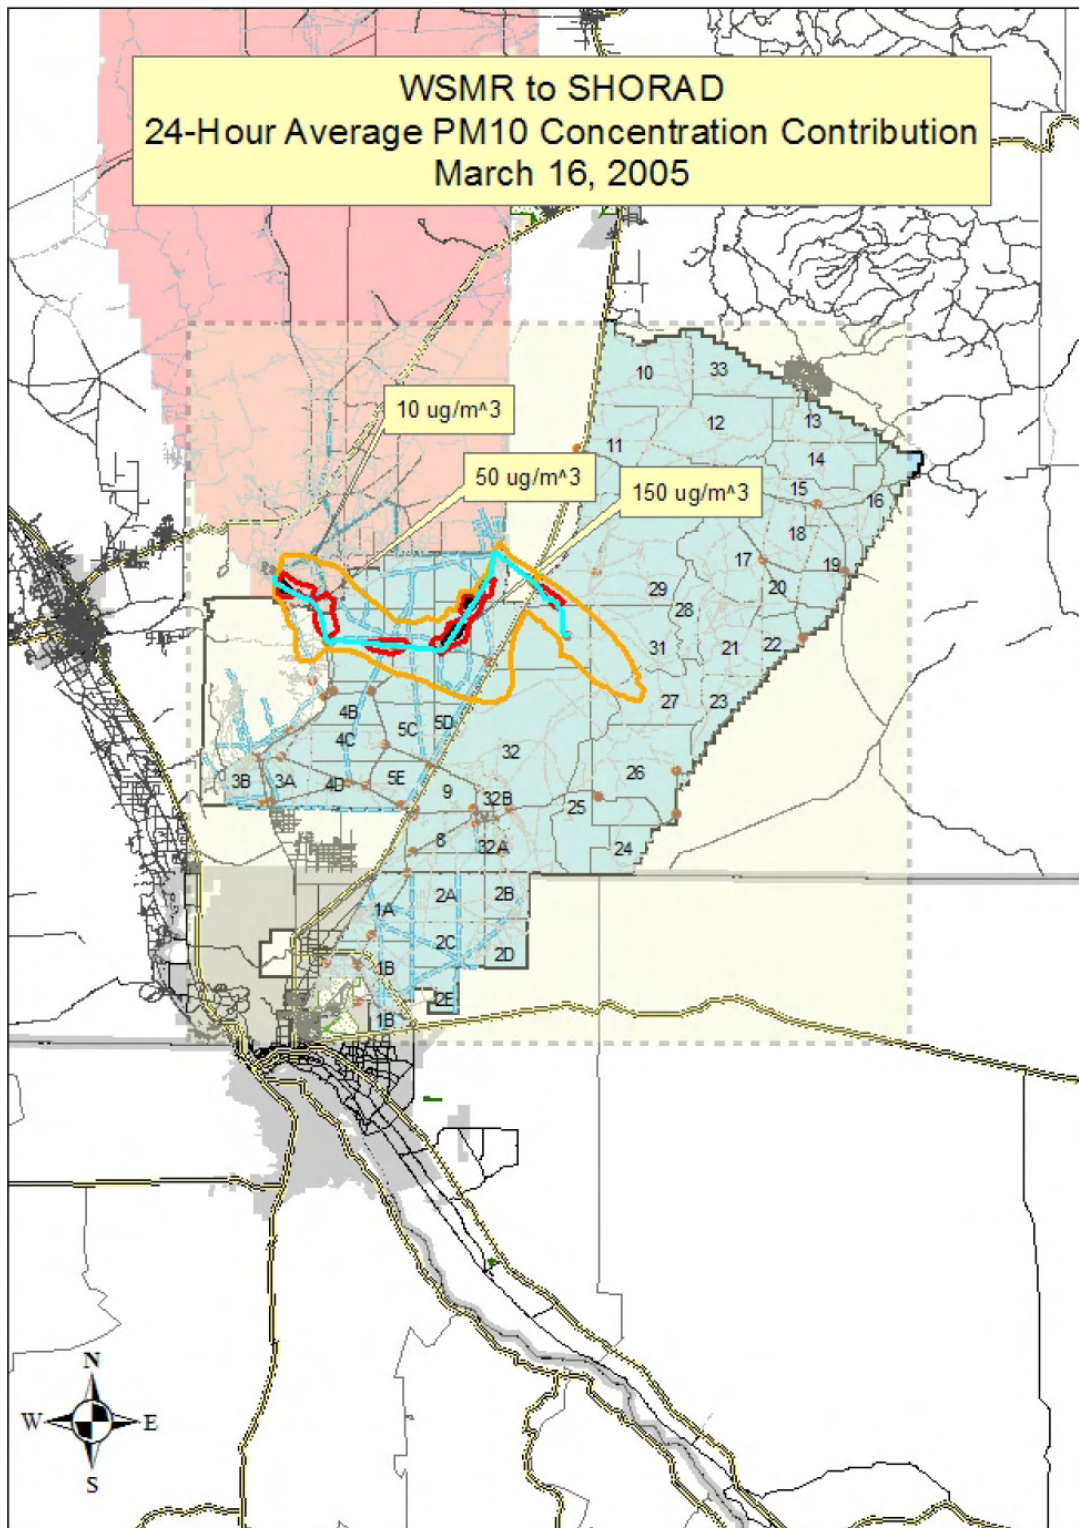 WSMR to SHORAD
24-Hour Average PM10 Concentration Contribution
March 16, 2005
10 ug/m^3
50 ug/m^3
150 ug/m^3
10
33
12
13
11
14
15
16
18
17
19
20
29
28
31
21
22
27
23
4B
5C
5D
4C
32
26
3B
3A
4D
5E
9
32B
25
8
32A
24
1A
2A
2B
2C
2D
1B
2E
1B
N
W
E
S